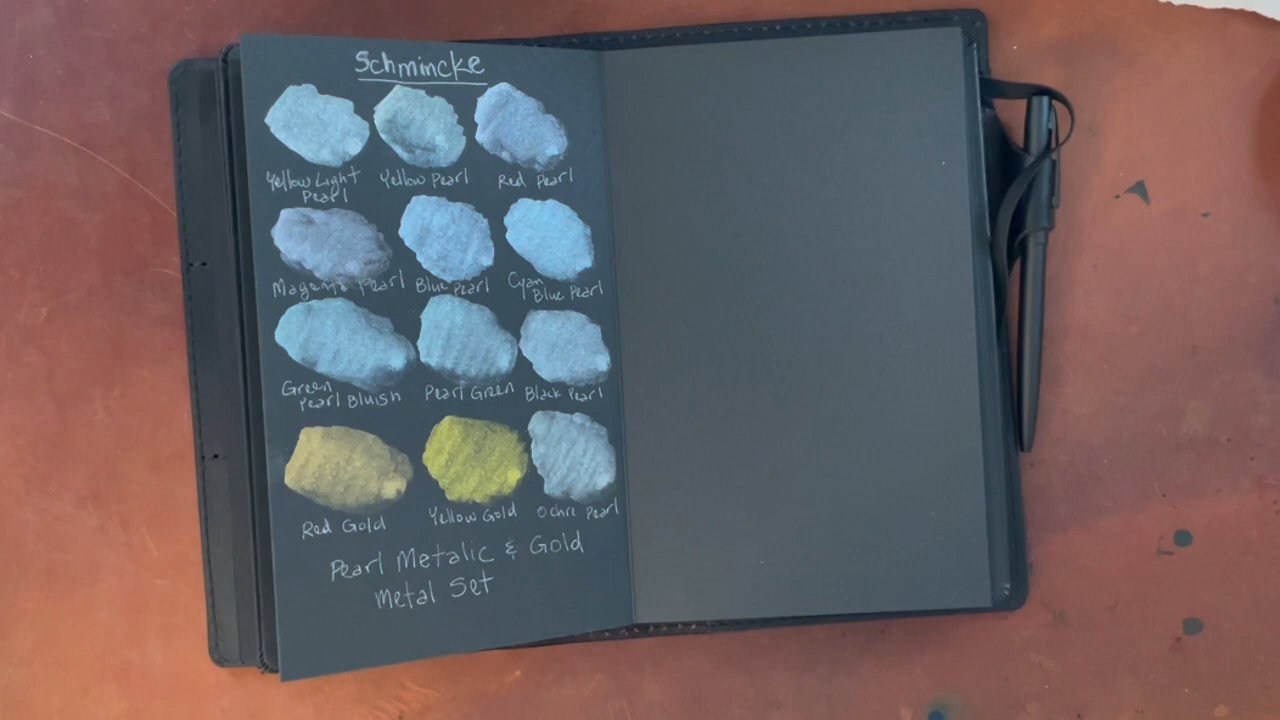 Schmincke
Yellow Light
Pearl
Yellow Pearl
Red Pearl
Magenta Pearl
Blue Pearl
Cyan
Blue Pearl
Green
Pearl Bluish
Pearl Green
Black Pearl
Red Gold
Yellow Gold
Ochre Pearl
Pearl Metalic & Gold
Metal Set